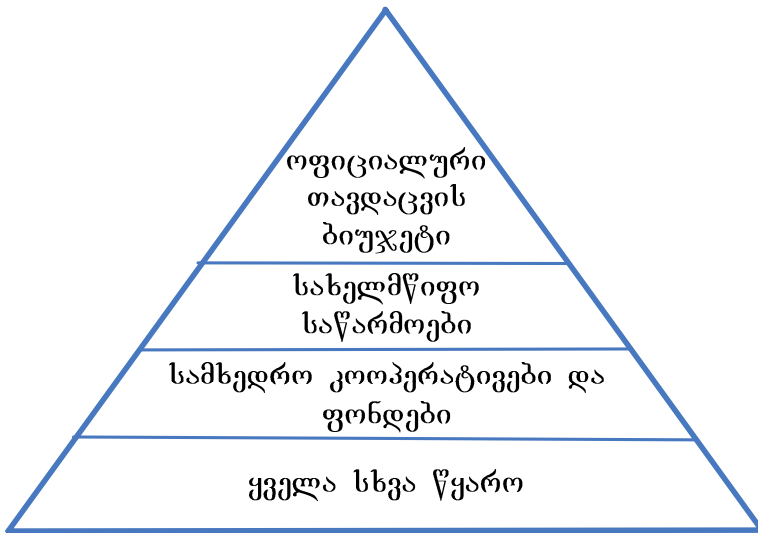 ოფიციალური
თავდაცვის
ბიუჯეტი
სახელმწიფო
საწარმოები
სამხედრო კოოპერატივები და
ფონდები
ყველა სხვა წყარო